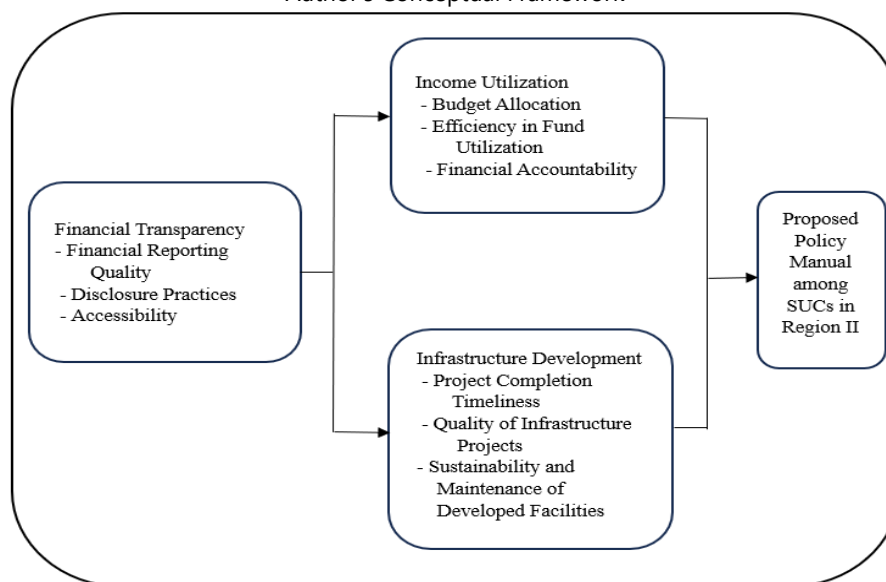 Author's Conceptual Framework
Financial Transparency
- Financial Reporting
Quality
- Disclosure Practices
- Accessibility
Income Utilization
- Budget Allocation
- Efficiency in Fund
Utilization
- Financial Accountability
Infrastructure Development
- Project Completion
Timeliness
- Quality of Infrastructure
Projects
- Sustainability and
Maintenance of
Developed Facilities
Proposed
Policy
Manual
among
SUCs in
Region II